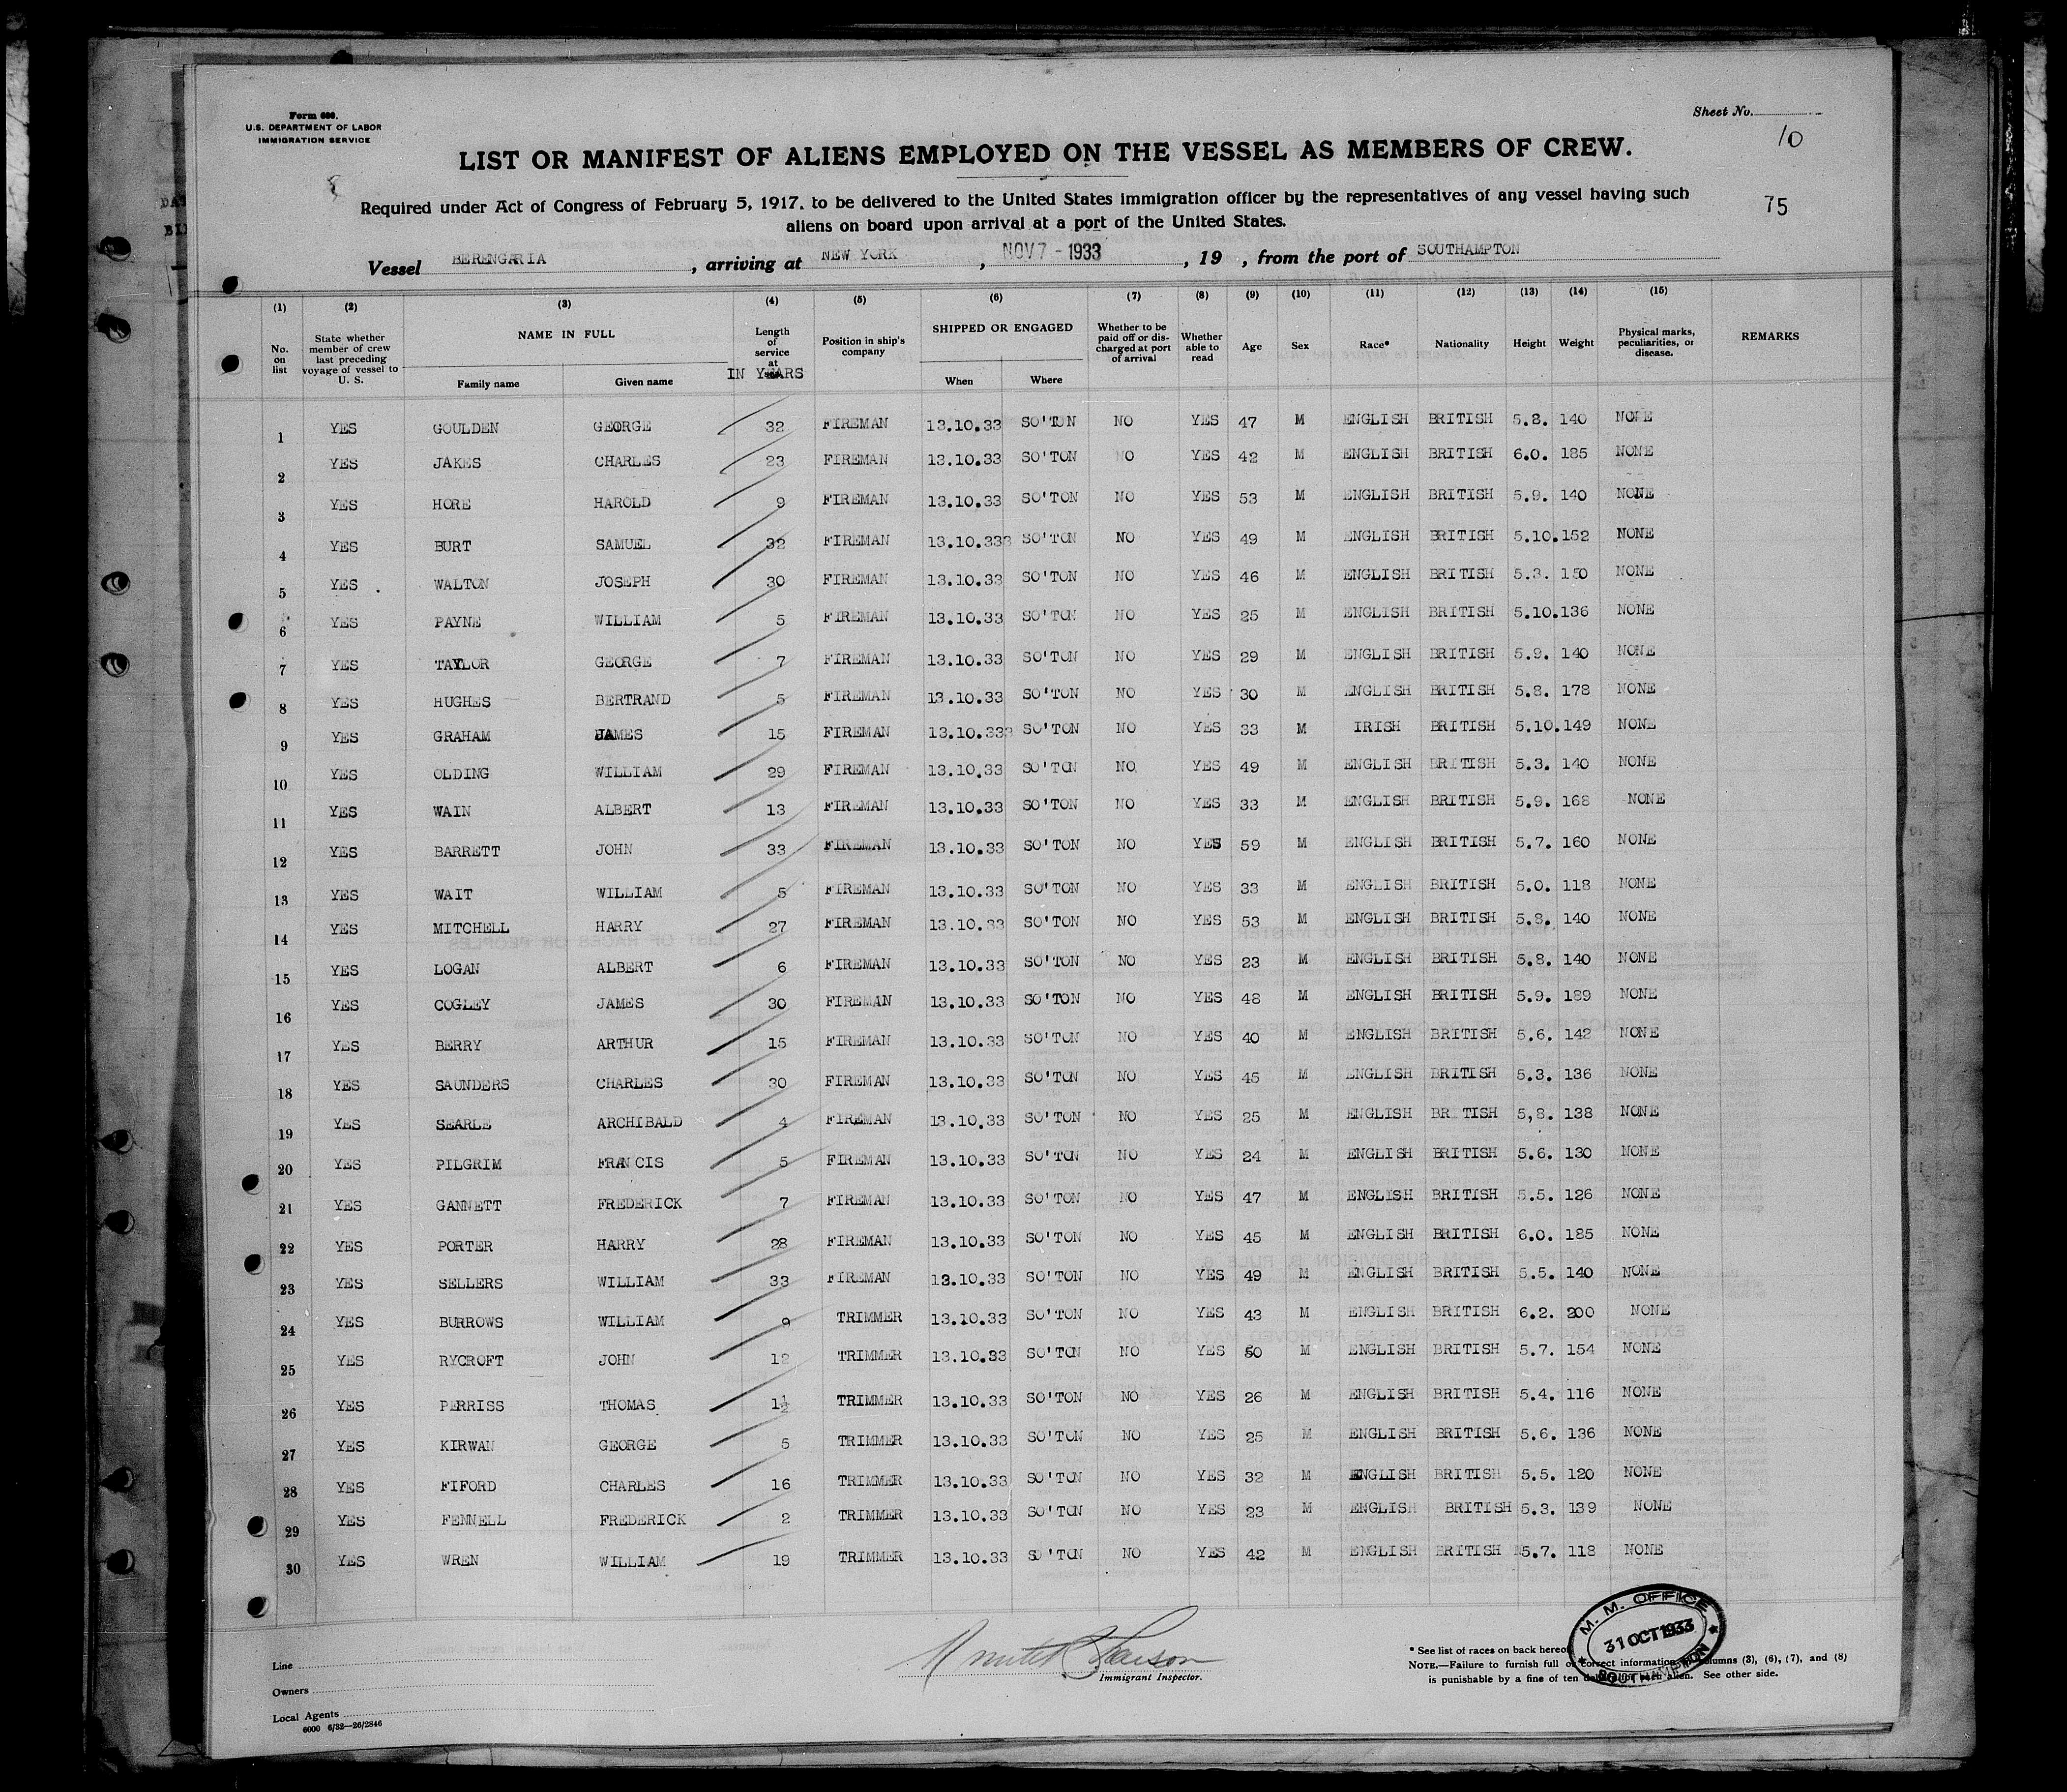 Form 680.
U.S. DEPARTMENT OF LABOR
IMMIGRATION SERVICE
Sheet No.
10
LIST OR MANIFEST OF ALIENS EMPLOYED ON THE VESSEL AS MEMBERS OF CREW.
Required under Act of Congress of February 5, 1917, to be delivered to the United States immigration officer by the representatives of any vessel having such
aliens on board upon arrival at a port of the United States.
75
Vessel BERENGARIA, arriving at NEW YORK, NOV 7 - 1933, 19 , from the port of SOUTHAMPTON
(1) (2) (3) (4) (5) (6) (7) (8) (9) (10) (11) (12) (13) (14) (15)
No. on list State whether member of crew last preceding voyage of vessel to U. S. NAME IN FULL Family name Given name Length of service at IN YEARS Position in ship's company SHIPPED OR ENGAGED When Where Whether to be paid off or discharged at port of arrival Whether able to read Age Sex Race* Nationality Height Weight Physical marks, peculiarities, or disease. REMARKS
1 YES GOULDEN GEORGE 32 FIREMAN 13.10.33 SO'TON NO YES 47 M ENGLISH BRITISH 5.8. 140 NONE
2 YES JAKES CHARLES 23 FIREMAN 13.10.33 SO'TON NO YES 42 M ENGLISH BRITISH 6.0. 185 NONE
3 YES HORE HAROLD 9 FIREMAN 13.10.33 SO'TON NO YES 53 M ENGLISH BRITISH 5.9. 140 NONE
4 YES BURT SAMUEL 32 FIREMAN 13.10.333 SO'TON NO YES 49 M ENGLISH BRITISH 5.10. 152 NONE
5 YES WALTON JOSEPH 30 FIREMAN 13.10.33 SO'TON NO YES 46 M ENGLISH BRITISH 5.3. 150 NONE
6 YES PAYNE WILLIAM 5 FIREMAN 13.10.33 SO'TON NO YES 25 M ENGLISH BRITISH 5.10. 136 NONE
7 YES TAYLOR GEORGE 7 FIREMAN 13.10.33 SO'TON NO YES 29 M ENGLISH BRITISH 5.9. 140 NONE
8 YES HUGHES BERTRAND 5 FIREMAN 13.10.33 SO'TON NO YES 30 M ENGLISH BRITISH 5.8. 178 NONE
9 YES GRAHAM JAMES 15 FIREMAN 13.10.333 SO'TON NO YES 33 M IRISH BRITISH 5.10. 149 NONE
10 YES OLDING WILLIAM 29 FIREMAN 13.10.33 SO'TON NO YES 49 M ENGLISH BRITISH 5.3. 140 NONE
11 YES WAIN ALBERT 13 FIREMAN 13.10.33 SO'TON NO YES 33 M ENGLISH BRITISH 5.9. 168 NONE
12 YES BARRETT JOHN 33 FIREMAN 13.10.33 SO'TON NO YES 59 M ENGLISH BRITISH 5.7. 160 NONE
13 YES WAIT WILLIAM 5 FIREMAN 13.10.33 SO'TON NO YES 33 M ENGLISH BRITISH 5.0. 118 NONE
14 YES MITCHELL HARRY 27 FIREMAN 13.10.33 SO'TON NO YES 53 M ENGLISH BRITISH 5.8. 140 NONE
15 YES LOGAN ALBERT 6 FIREMAN 13.10.33 SO'TON NO YES 23 M ENGLISH BRITISH 5.8. 140 NONE
16 YES COGLEY JAMES 30 FIREMAN 13.10.33 SO'TON NO YES 48 M ENGLISH BRITISH 5.9. 189 NONE
17 YES BERRY ARTHUR 15 FIREMAN 13.10.33 SO'TON NO YES 40 M ENGLISH BRITISH 5.6. 142 NONE
18 YES SAUNDERS CHARLES 30 FIREMAN 13.10.33 SO'TON NO YES 45 M ENGLISH BRITISH 5.3. 136 NONE
19 YES SEARLE ARCHIBALD 4 FIREMAN 13.10.33 SO'TON NO YES 25 M ENGLISH BR TISH 5,8. 138 NONE
20 YES PILGRIM FRANCIS 5 FIREMAN 13.10.33 SO'TON NO YES 24 M ENGLISH BRITISH 5.6. 130 NONE
21 YES GANNETT FREDERICK 7 FIREMAN 13.10.33 SO'TON NO YES 47 M ENGLISH BRITISH 5.5. 126 NONE
22 YES PORTER HARRY 28 FIREMAN 13.10.33 SO'TON NO YES 45 M ENGLISH BRITISH 6.0. 185 NONE
23 YES SELLERS WILLIAM 33 FIREMAN 13.10.33 SO'TON NO YES 49 M ENGLISH BRITISH 5.5. 140 NONE
24 YES BURROWS WILLIAM 9 TRIMMER 13.10.33 SO'TON NO YES 43 M ENGLISH BRITISH 6.2. 200 NONE
25 YES RYCROFT JOHN 12 TRIMMER 13.10.33 SO'TON NO YES 50 M ENGLISH BRITISH 5.7. 154 NONE
26 YES PERRISS THOMAS 1½ TRIMMER 13.10.33 SO'TON NO YES 26 M ENGLISH BRITISH 5.4. 116 NONE
27 YES KIRWAN GEORGE 5 TRIMMER 13.10.33 SO'TON NO YES 25 M ENGLISH BRITISH 5.6. 136 NONE
28 YES FIFORD CHARLES 16 TRIMMER 13.10.33 SO'TON NO YES 32 M ENGLISH BRITISH 5.5. 120 NONE
29 YES FENNELL FREDERICK 2 TRIMMER 13.10.33 SO'TON NO YES 23 M ENGLISH BRITISH 5.3. 139 NONE
30 YES WREN WILLIAM 19 TRIMMER 13.10.33 SO'TON NO YES 42 M ENGLISH BRITISH 5.7. 118 NONE
Line
Owners
Local Agents
6000 6/32—26/2846
Immigrant Inspector.
M. M. OFFICE
31 OCT 1933
SOUTHAMPTON
* See list of races on back hereof
NOTE.—Failure to furnish full or correct information columns (3), (6), (7), and (8)
is punishable by a fine of ten alien. See other side.